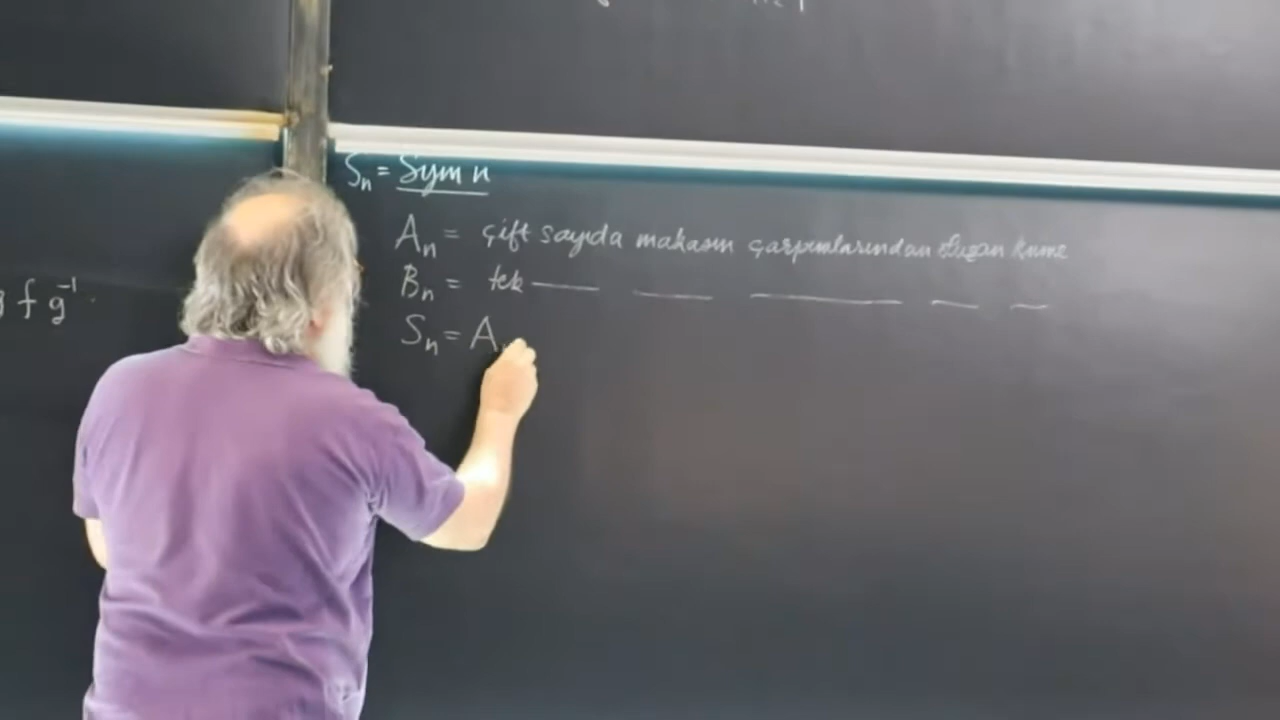 f g⁻¹
Sₙ = Sym n
Aₙ = çift sayıda makasın çarpımlarından oluşan küme
Bₙ = tek — — — — —
Sₙ = A